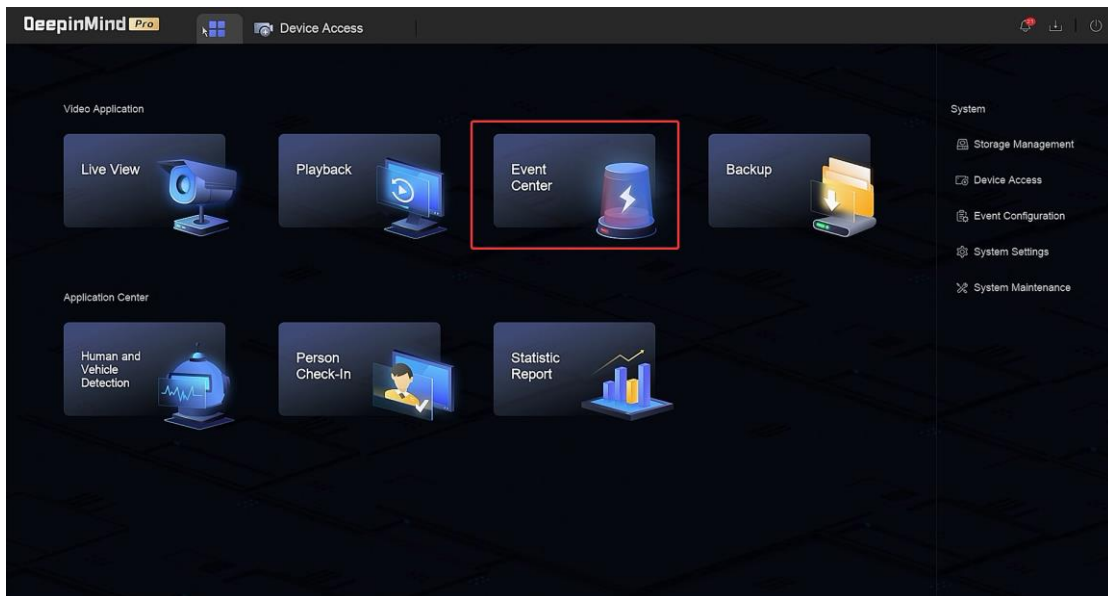 DeepinMind Pro
Device Access
Video Application
Live View
Playback
Event
Center
Backup
Application Center
Human and
Vehicle
Detection
Person
Check-In
Statistic
Report
System
Storage Management
Device Access
Event Configuration
System Settings
System Maintenance